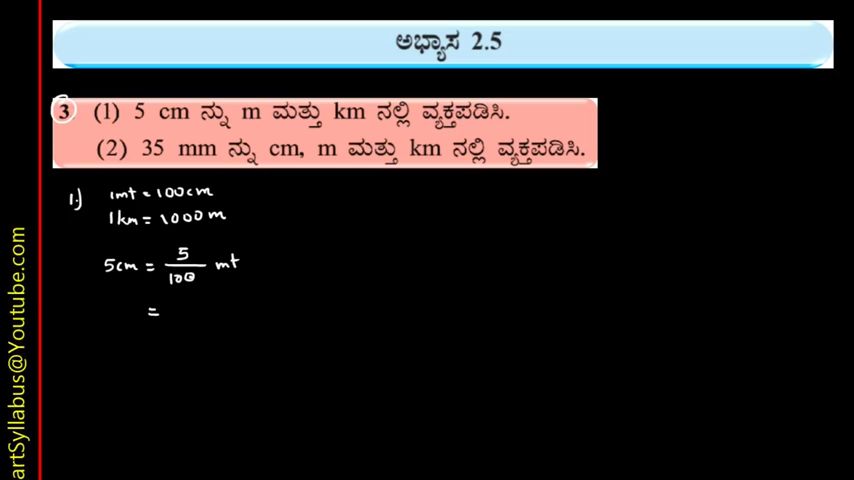 ಅಭ್ಯಾಸ 2.5
3 (1) 5 cm ನ್ನು m ಮತ್ತು km ನಲ್ಲಿ ವ್ಯಕ್ತಪಡಿಸಿ.
(2) 35 mm ನ್ನು cm, m ಮತ್ತು km ನಲ್ಲಿ ವ್ಯಕ್ತಪಡಿಸಿ.
1.) 1mt = 100cm
1km = 1000m
5cm = 5/100 mt
=
artSyllabus@Youtube.com